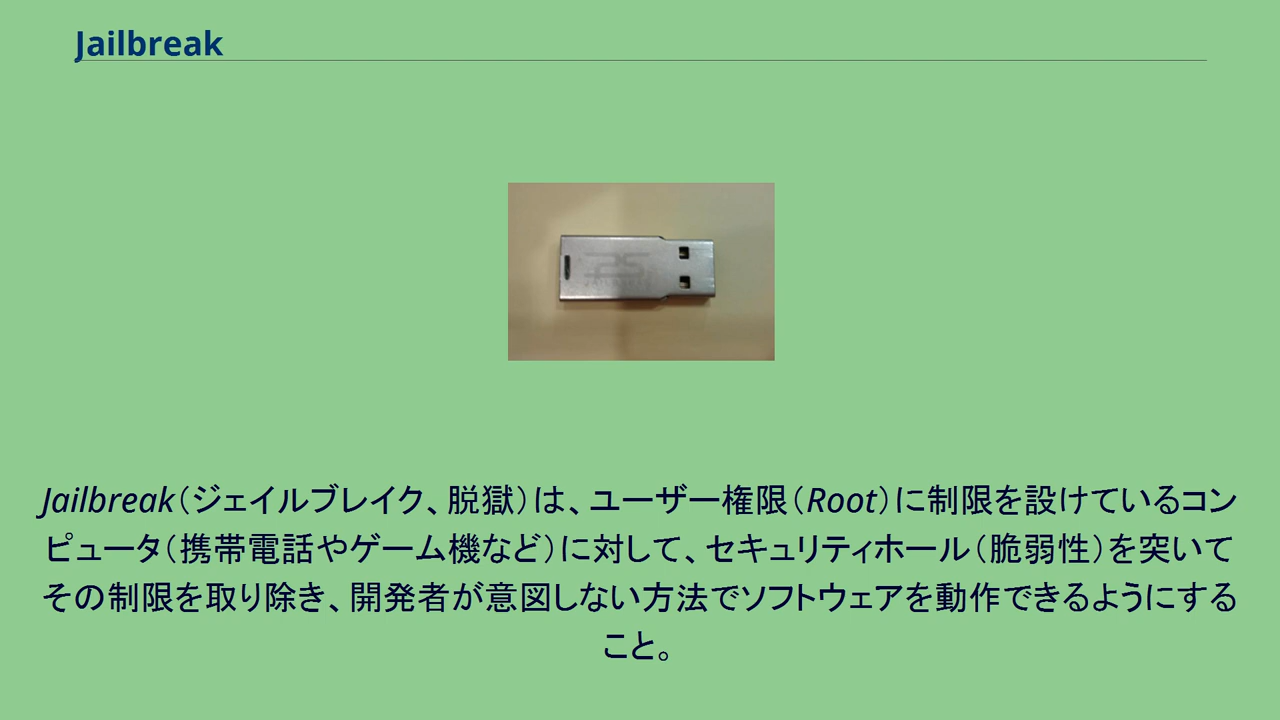 Jailbreak
Jailbreak（ジェイルブレイク、脱獄）は、ユーザー権限（Root）に制限を設けているコン
ピュータ（携帯電話やゲーム機など）に対して、セキュリティホール（脆弱性）を突いて
その制限を取り除き、開発者が意図しない方法でソフトウェアを動作できるようにする
こと。